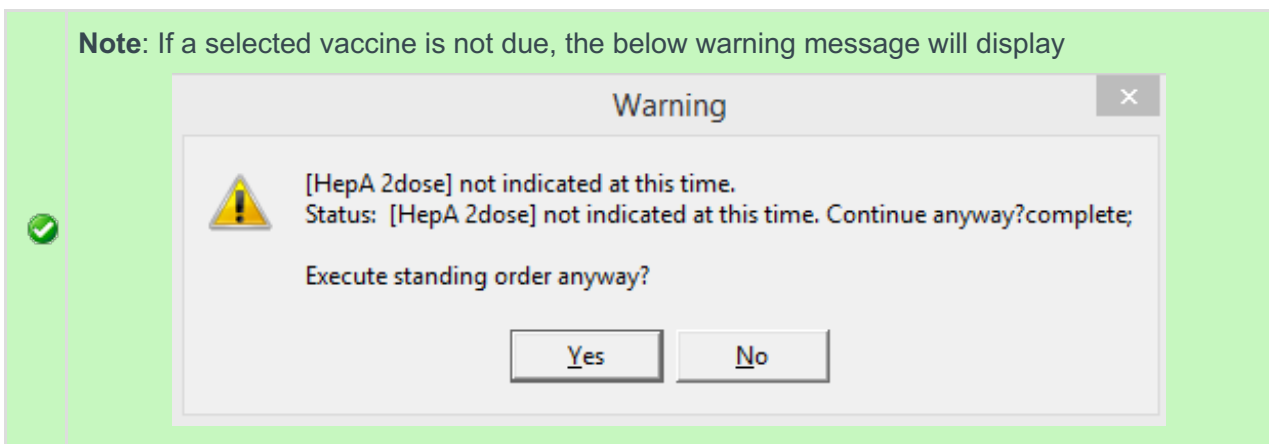 Note: If a selected vaccine is not due, the below warning message will display
Warning
[HepA 2dose] not indicated at this time.
Status:  [HepA 2dose] not indicated at this time. Continue anyway?complete;
Execute standing order anyway?
Yes
No